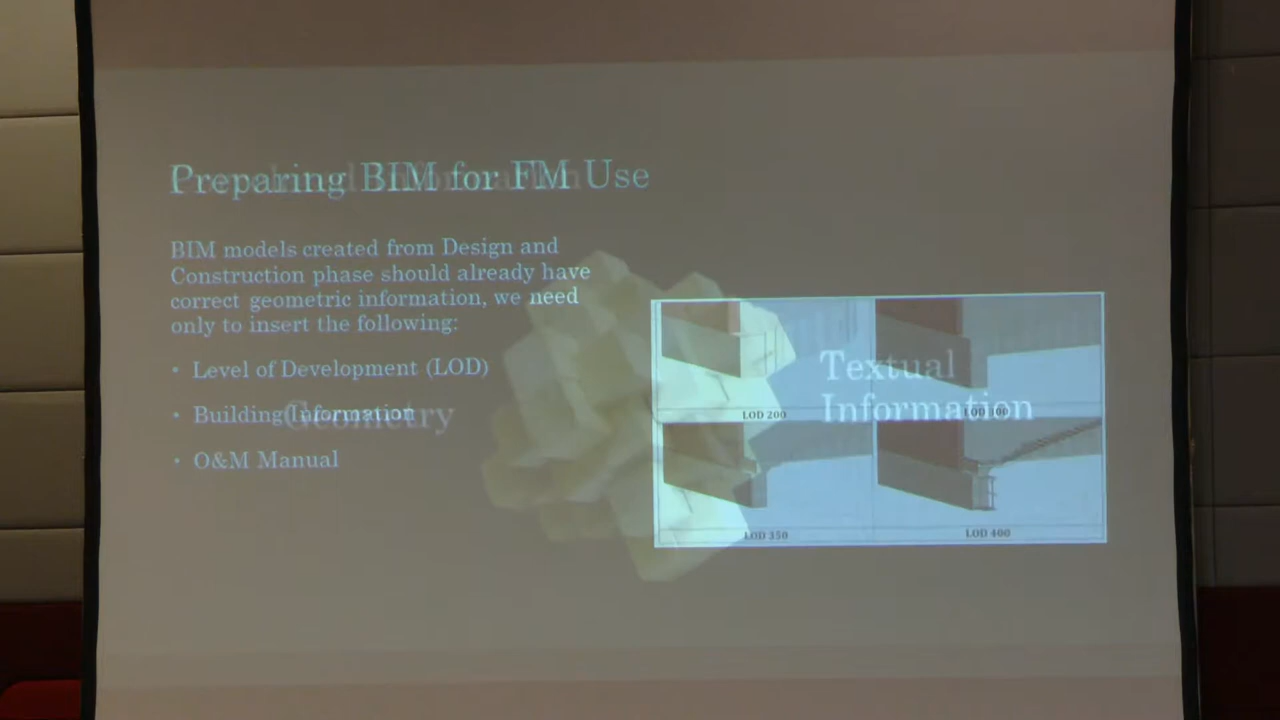 Preparing BIM for FM Use
BIM models created from Design and
Construction phase should already have
correct geometric information, we need
only to insert the following:
• Level of Development (LOD)
• Building Information
• O&M Manual
Geometry
Textual
Information
LOD 200
LOD 300
LOD 350
LOD 400